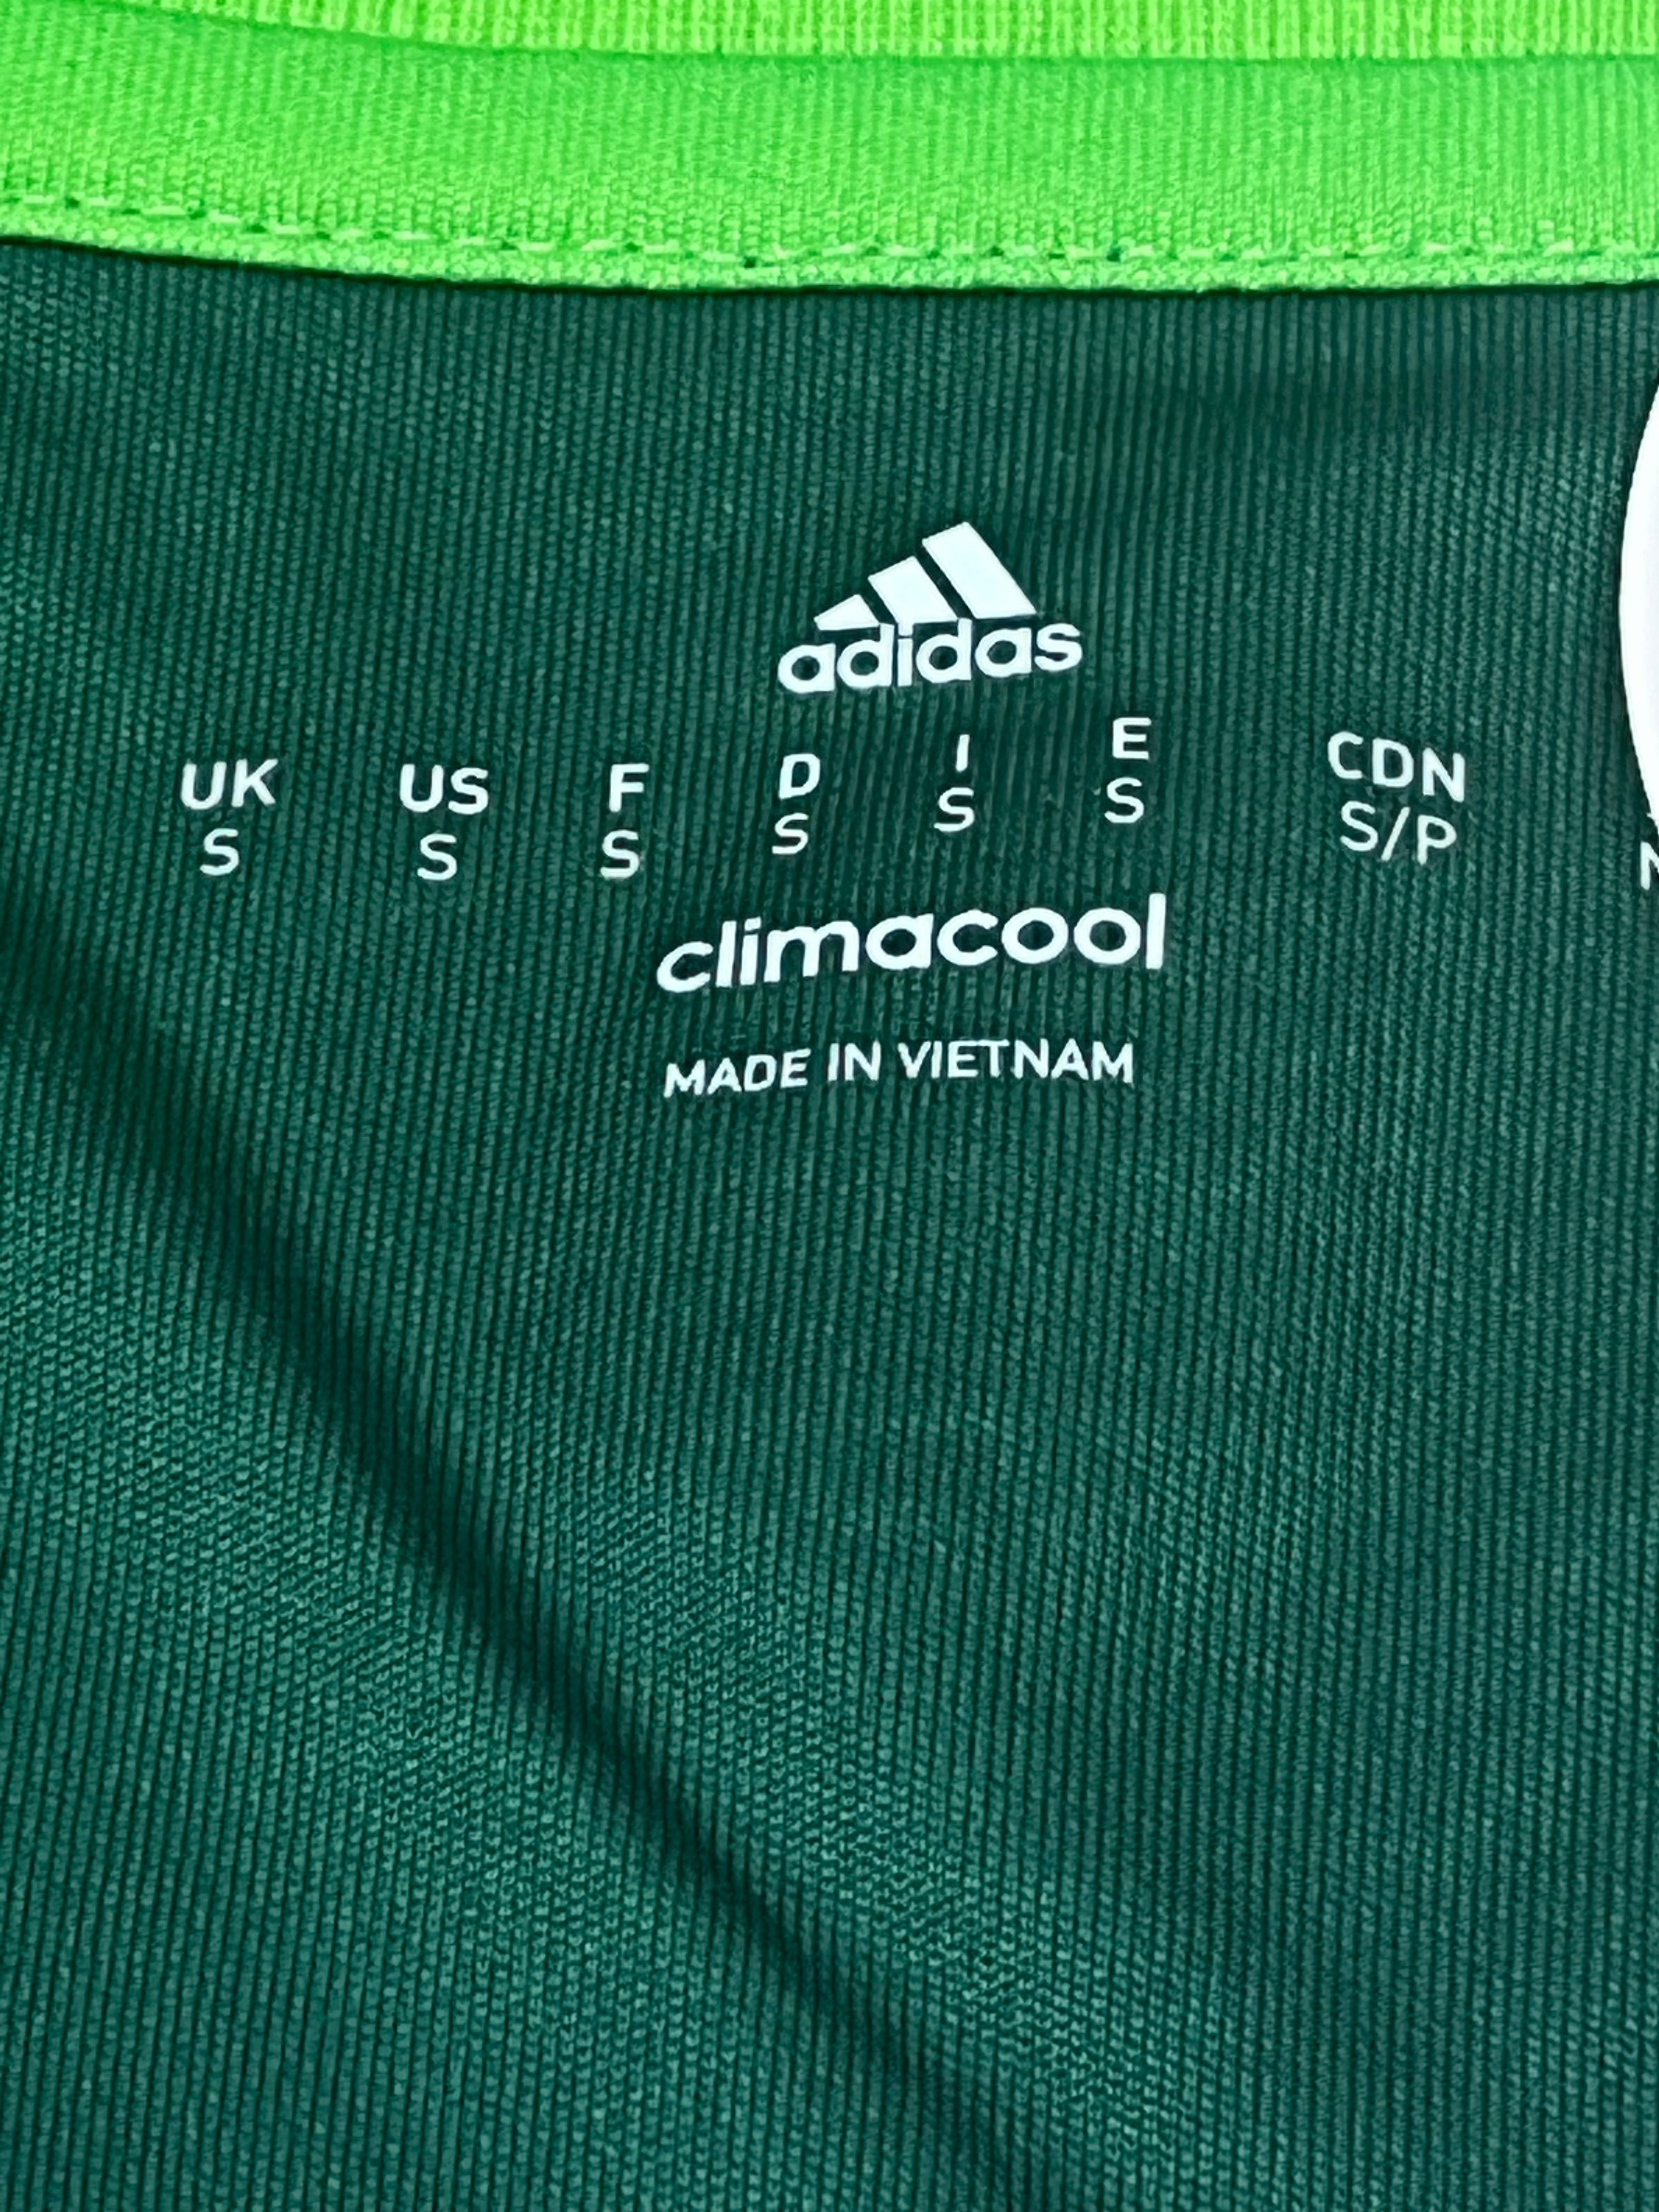 adidas
UK US F D I E CDN
S S S S S S S/P
climacool
MADE IN VIETNAM